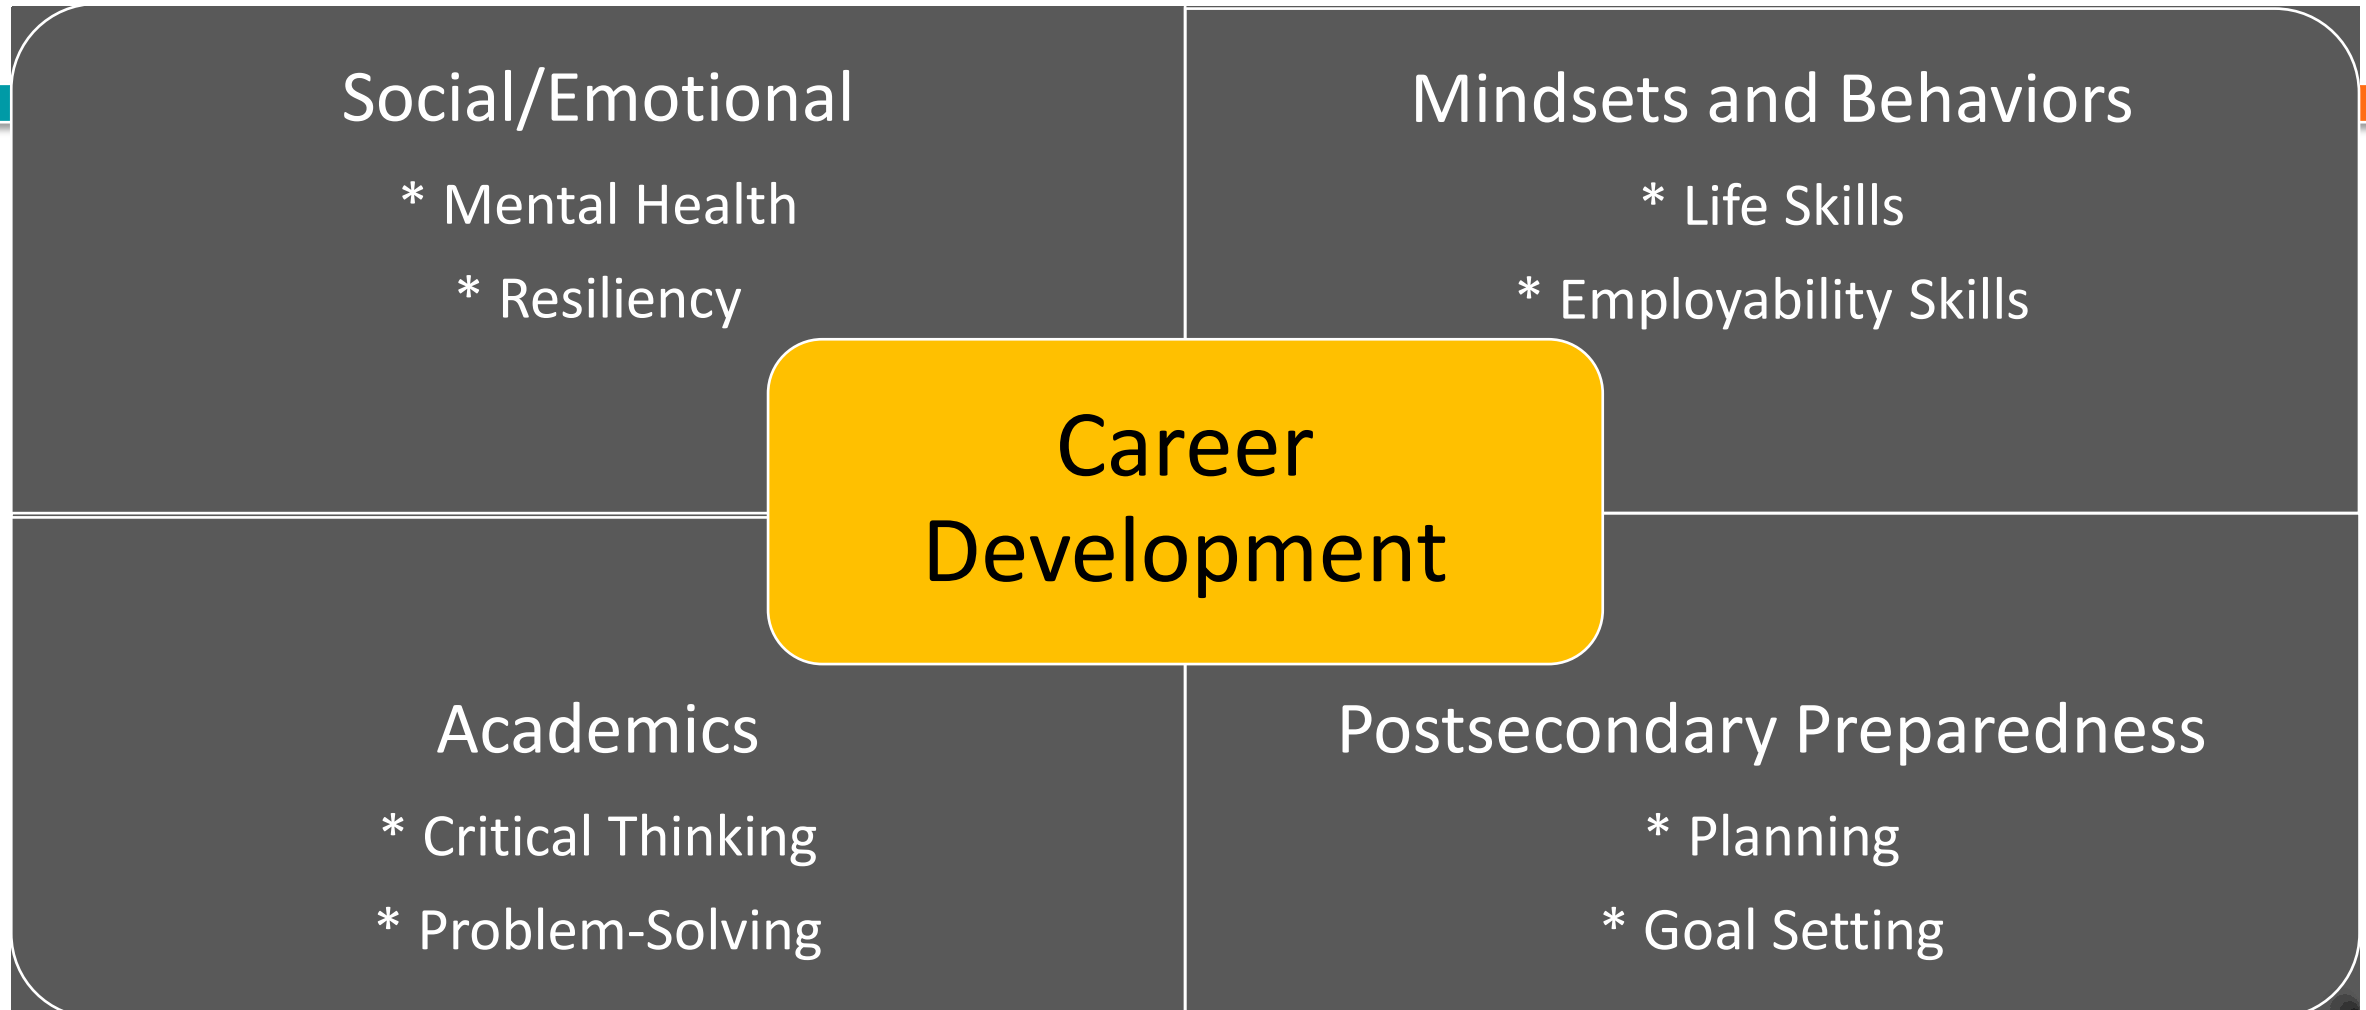 Social/Emotional
* Mental Health
* Resiliency
Mindsets and Behaviors
* Life Skills
* Employability Skills
Career
Development
Academics
* Critical Thinking
* Problem-Solving
Postsecondary Preparedness
* Planning
* Goal Setting